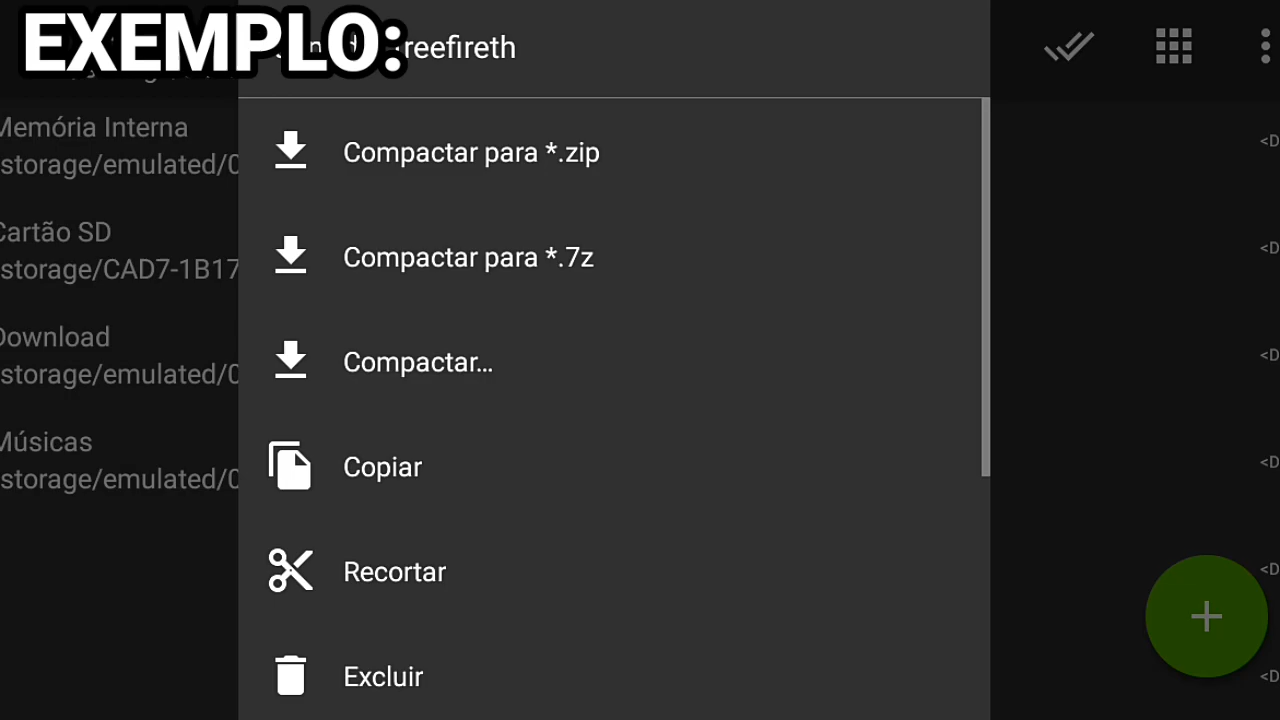 EXEMPLO:
reefireth
Memória Interna
storage/emulated/0
Cartão SD
storage/CAD7-1B17
Download
storage/emulated/0
Músicas
storage/emulated/0
Compactar para *.zip
Compactar para *.7z
Compactar...
Copiar
Recortar
Excluir
<D
<D
<D
<D
<D
<D